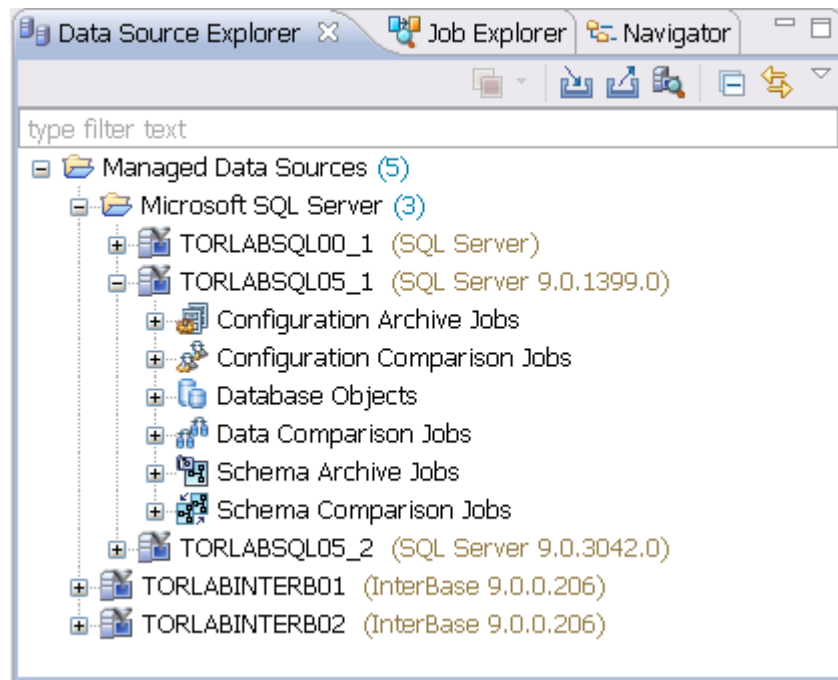 Data Source Explorer Job Explorer Navigator
type filter text
Managed Data Sources (5)
Microsoft SQL Server (3)
TORLABSQL00_1 (SQL Server)
TORLABSQL05_1 (SQL Server 9.0.1399.0)
Configuration Archive Jobs
Configuration Comparison Jobs
Database Objects
Data Comparison Jobs
Schema Archive Jobs
Schema Comparison Jobs
TORLABSQL05_2 (SQL Server 9.0.3042.0)
TORLABINTERB01 (InterBase 9.0.0.206)
TORLABINTERB02 (InterBase 9.0.0.206)